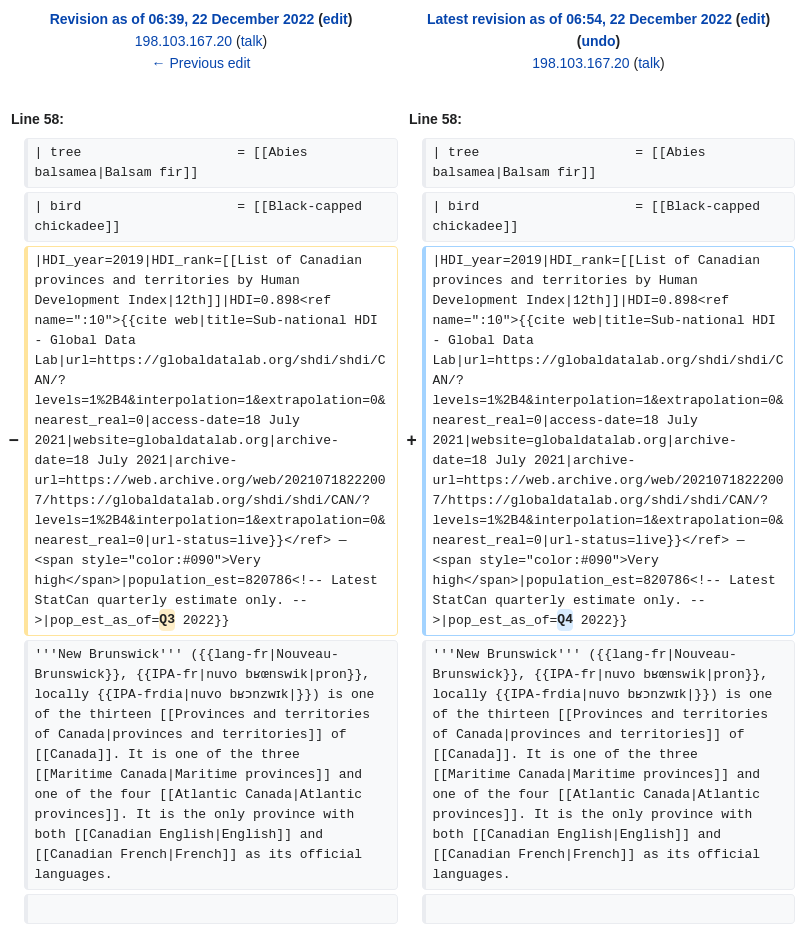 Revision as of 06:39, 22 December 2022 (edit)
198.103.167.20 (talk)
← Previous edit
Line 58:
| tree                    = [[Abies
balsamea|Balsam fir]]
| bird                    = [[Black-capped
chickadee]]
−
|HDI_year=2019|HDI_rank=[[List of Canadian
provinces and territories by Human
Development Index|12th]]|HDI=0.898<ref
name=":10">{{cite web|title=Sub-national HDI
- Global Data
Lab|url=https://globaldatalab.org/shdi/shdi/C
AN/?
levels=1%2B4&interpolation=1&extrapolation=0&
nearest_real=0|access-date=18 July
2021|website=globaldatalab.org|archive-
date=18 July 2021|archive-
url=https://web.archive.org/web/2021071822200
7/https://globaldatalab.org/shdi/shdi/CAN/?
levels=1%2B4&interpolation=1&extrapolation=0&
nearest_real=0|url-status=live}}</ref> —
<span style="color:#090">Very
high</span>|population_est=820786<!-- Latest
StatCan quarterly estimate only. --
>|pop_est_as_of=Q3 2022}}
'''New Brunswick''' ({{lang-fr|Nouveau-
Brunswick}}, {{IPA-fr|nuvo bʁœnswik|pron}},
locally {{IPA-frdia|nuvo bʁɔnzwɪk|}}) is one
of the thirteen [[Provinces and territories
of Canada|provinces and territories]] of
[[Canada]]. It is one of the three
[[Maritime Canada|Maritime provinces]] and
one of the four [[Atlantic Canada|Atlantic
provinces]]. It is the only province with
both [[Canadian English|English]] and
[[Canadian French|French]] as its official
languages.
Latest revision as of 06:54, 22 December 2022 (edit)
(undo)
198.103.167.20 (talk)
Line 58:
| tree                    = [[Abies
balsamea|Balsam fir]]
| bird                    = [[Black-capped
chickadee]]
+
|HDI_year=2019|HDI_rank=[[List of Canadian
provinces and territories by Human
Development Index|12th]]|HDI=0.898<ref
name=":10">{{cite web|title=Sub-national HDI
- Global Data
Lab|url=https://globaldatalab.org/shdi/shdi/C
AN/?
levels=1%2B4&interpolation=1&extrapolation=0&
nearest_real=0|access-date=18 July
2021|website=globaldatalab.org|archive-
date=18 July 2021|archive-
url=https://web.archive.org/web/2021071822200
7/https://globaldatalab.org/shdi/shdi/CAN/?
levels=1%2B4&interpolation=1&extrapolation=0&
nearest_real=0|url-status=live}}</ref> —
<span style="color:#090">Very
high</span>|population_est=820786<!-- Latest
StatCan quarterly estimate only. --
>|pop_est_as_of=Q4 2022}}
'''New Brunswick''' ({{lang-fr|Nouveau-
Brunswick}}, {{IPA-fr|nuvo bʁœnswik|pron}},
locally {{IPA-frdia|nuvo bʁɔnzwɪk|}}) is one
of the thirteen [[Provinces and territories
of Canada|provinces and territories]] of
[[Canada]]. It is one of the three
[[Maritime Canada|Maritime provinces]] and
one of the four [[Atlantic Canada|Atlantic
provinces]]. It is the only province with
both [[Canadian English|English]] and
[[Canadian French|French]] as its official
languages.